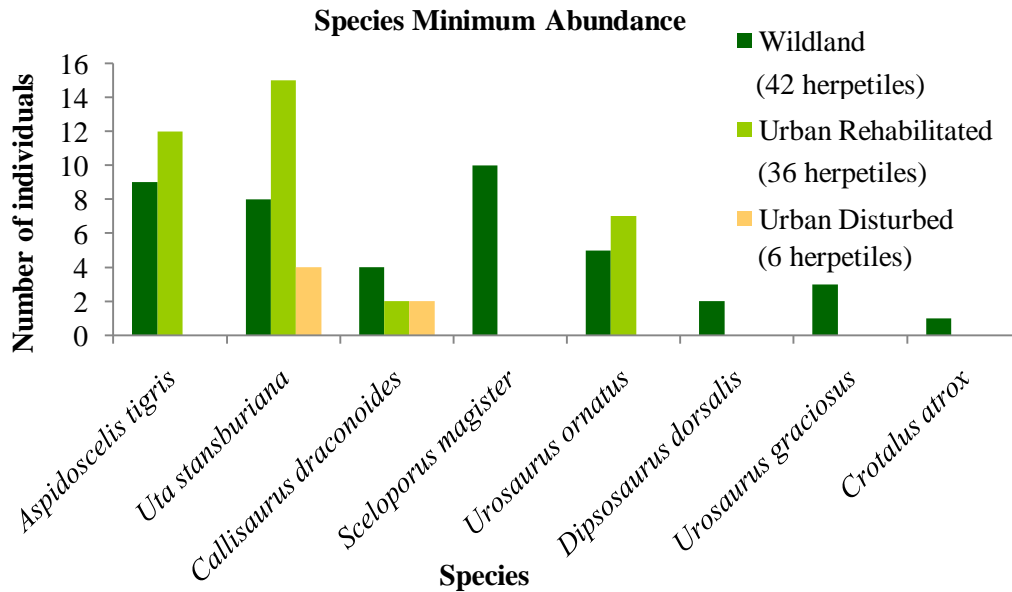 Species Minimum Abundance
Wildland
(42 herpetiles)
Urban Rehabilitated
(36 herpetiles)
Urban Disturbed
(6 herpetiles)
Number of individuals
16
14
12
10
8
6
4
2
0
Aspidoscelis tigris
Uta stansburiana
Callisaurus draconoides
Sceloporus magister
Urosaurus ornatus
Dipsosaurus dorsalis
Urosaurus graciosus
Crotalus atrox
Species